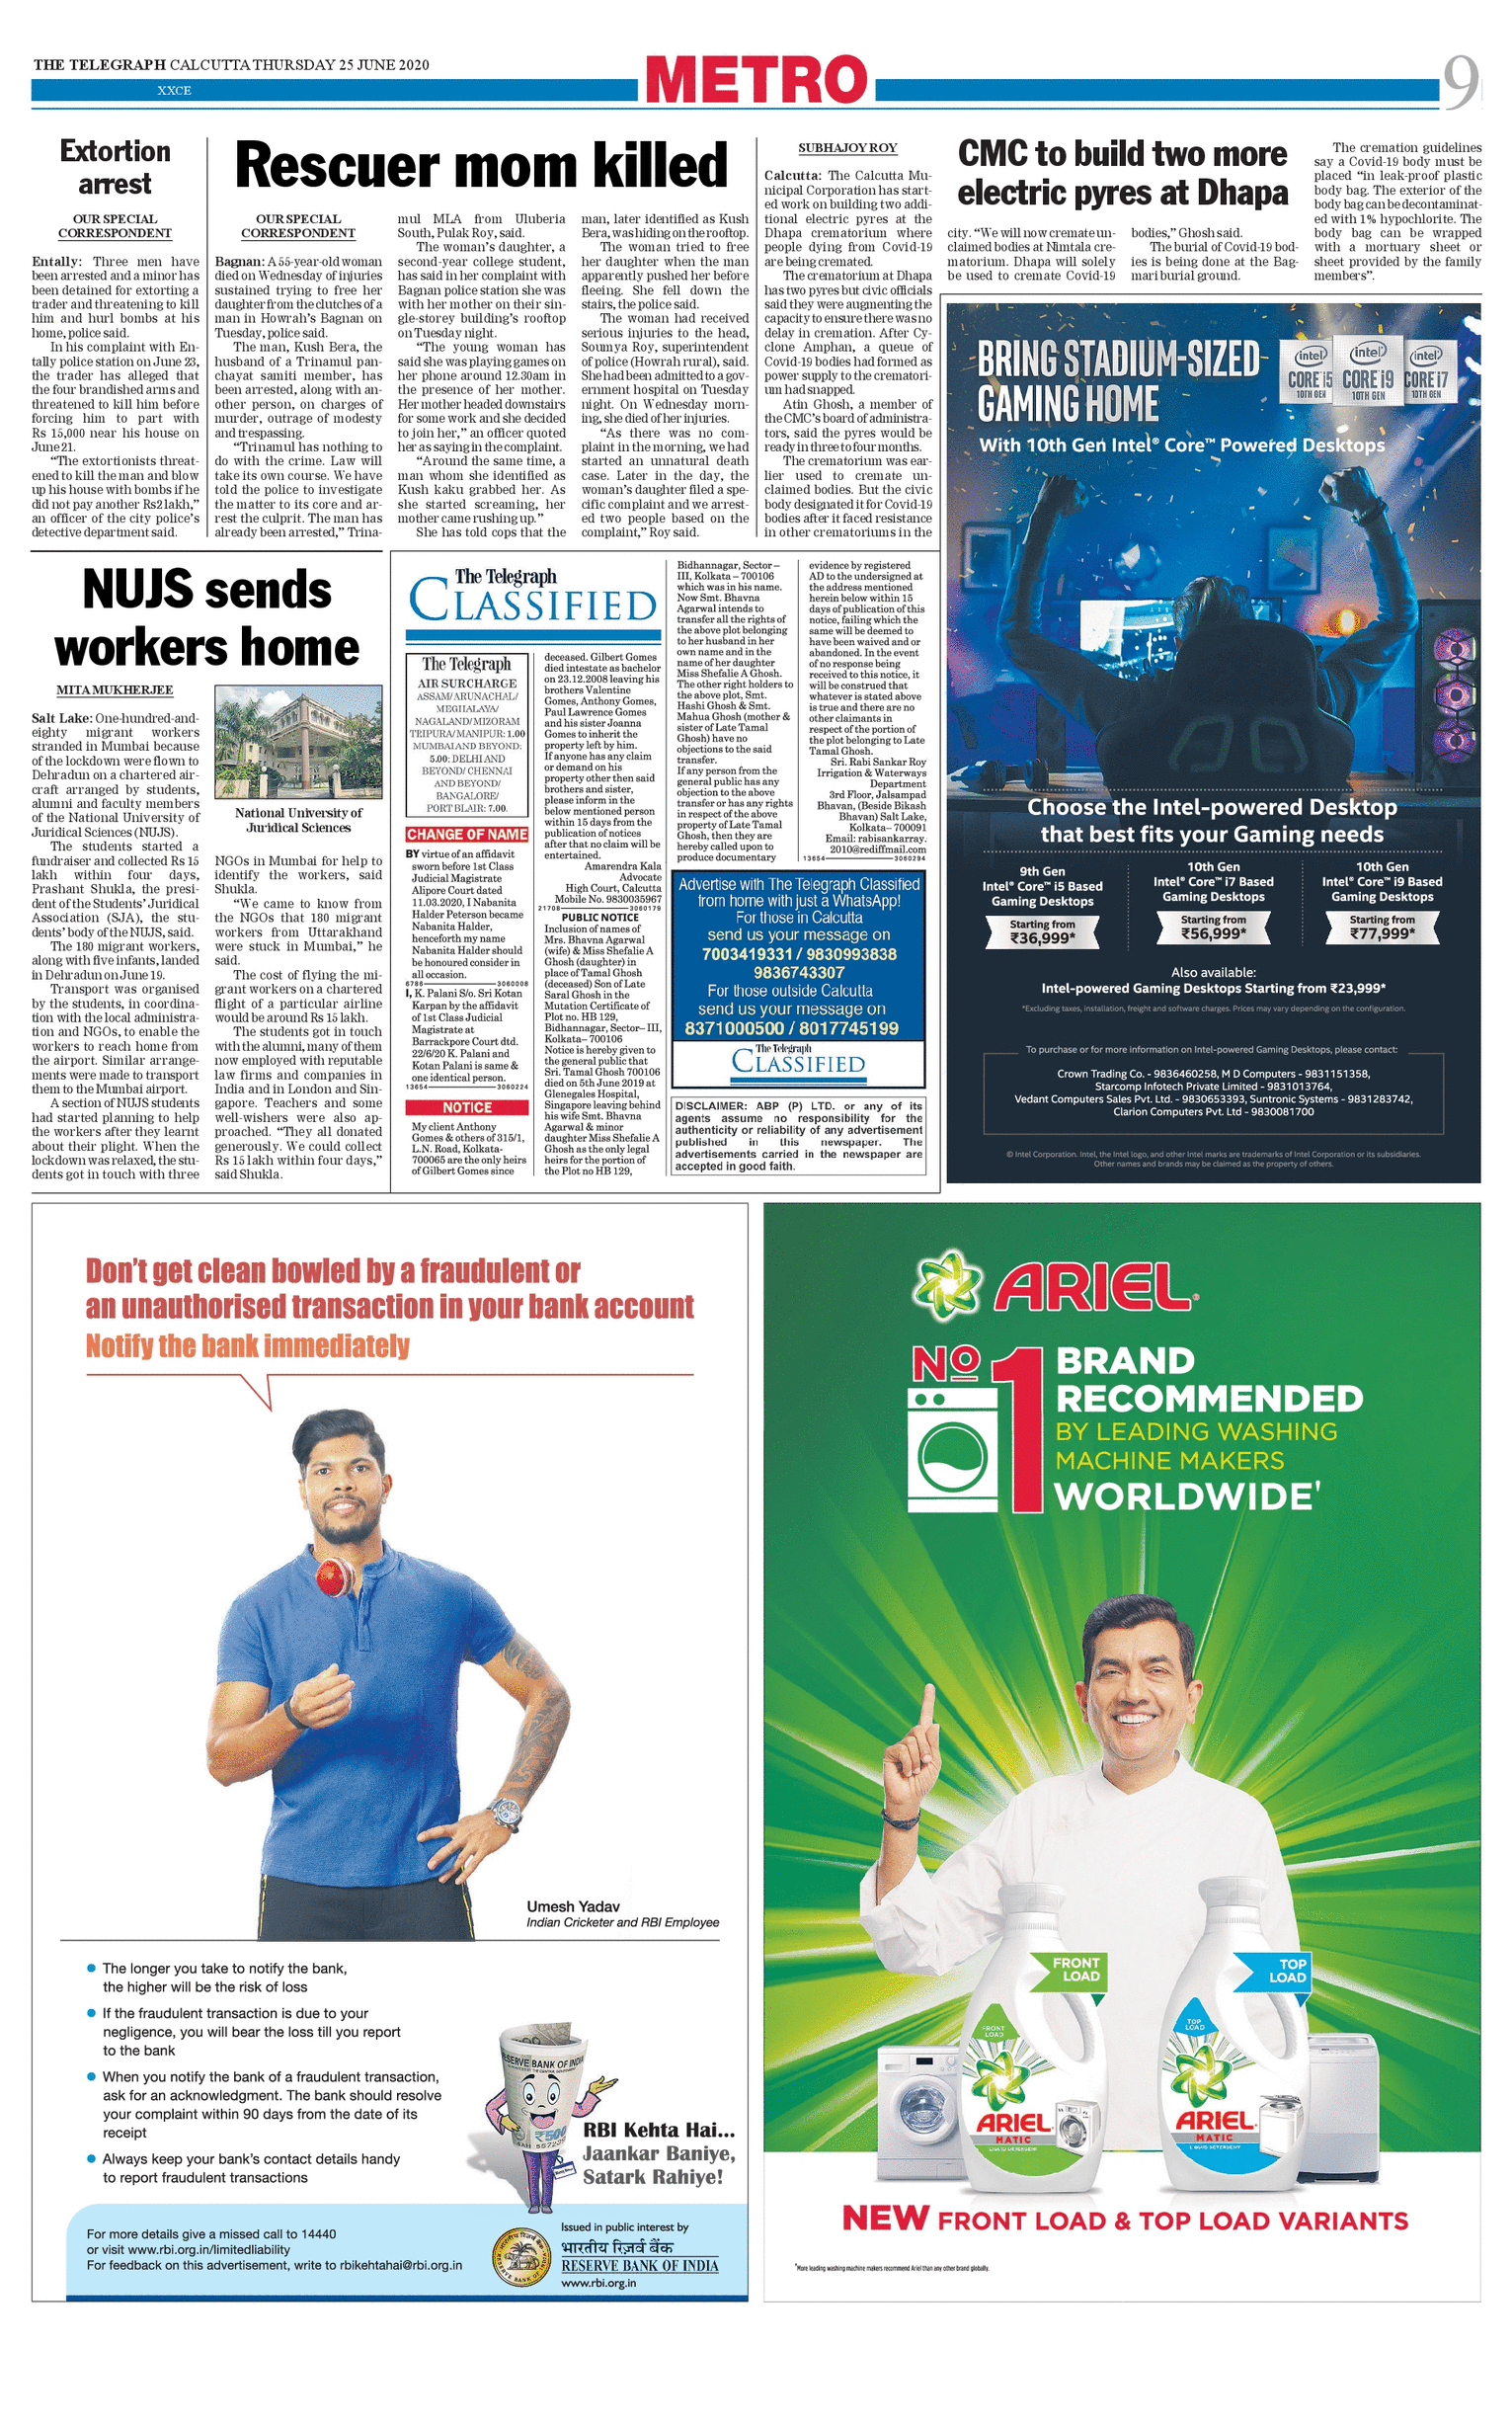 THE TELEGRAPH CALCUTTA THURSDAY 25 JUNE 2020
XXCE
METRO
9
Extortion
arrest
OUR SPECIAL
CORRESPONDENT
Entally: Three men have
been arrested and a minor has
been detained for extorting a
trader and threatening to kill
him and hurl bombs at his
home, police said.
In his complaint with En-
tally police station on June 23,
the trader has alleged that
the four brandished arms and
threatened to kill him before
forcing him to part with
Rs 15,000 near his house on
June 21.
“The extortionists threat-
ened to kill the man and blow
up his house with bombs if he
did not pay another Rs 2 lakh,”
an officer of the city police’s
detective department said.
Rescuer mom killed
OUR SPECIAL
CORRESPONDENT
Bagnan: A 55-year-old woman
died on Wednesday of injuries
sustained trying to free her
daughter from the clutches of a
man in Howrah’s Bagnan on
Tuesday, police said.
The man, Kush Bera, the
husband of a Trinamul pan-
chayat samiti member, has
been arrested, along with an-
other person, on charges of
murder, outrage of modesty
and trespassing.
“Trinamul has nothing to
do with the crime. Law will
take its own course. We have
told the police to investigate
the matter to its core and ar-
rest the culprit. The man has
already been arrested,” Trina-
mul MLA from Uluberia
South, Pulak Roy, said.
The woman’s daughter, a
second-year college student,
has said in her complaint with
Bagnan police station she was
with her mother on their sin-
gle-storey building’s rooftop
on Tuesday night.
“The young woman has
said she was playing games on
her phone around 12.30am in
the presence of her mother.
Her mother headed downstairs
for some work and she decided
to join her,” an officer quoted
her as saying in the complaint.
“Around the same time, a
man whom she identified as
Kush kaku grabbed her. As
she started screaming, her
mother came rushing up.”
She has told cops that the
man, later identified as Kush
Bera, was hiding on the rooftop.
The woman tried to free
her daughter when the man
apparently pushed her before
fleeing. She fell down the
stairs, the police said.
The woman had received
serious injuries to the head,
Soumya Roy, superintendent
of police (Howrah rural), said.
She had been admitted to a gov-
ernment hospital on Tuesday
night. On Wednesday morn-
ing, she died of her injuries.
“As there was no com-
plaint in the morning, we had
started an unnatural death
case. Later in the day, the
woman’s daughter filed a spe-
cific complaint and we arrest-
ed two people based on the
complaint,” Roy said.
SUBHAJOY ROY
CMC to build two more
electric pyres at Dhapa
Calcutta: The Calcutta Mu-
nicipal Corporation has start-
ed work on building two addi-
tional electric pyres at the
Dhapa crematorium where
people dying from Covid-19
are being cremated.
The crematorium at Dhapa
has two pyres but civic officials
said they were augmenting the
capacity to ensure there was no
delay in cremation. After Cy-
clone Amphan, a queue of
Covid-19 bodies had formed as
power supply to the crematori-
um had stopped.
Atin Ghosh, a member of
the CMC’s board of administra-
tors, said the pyres would be
ready in three to four months.
The crematorium was ear-
lier used to cremate un-
claimed bodies. But the civic
body designated it for Covid-19
bodies after it faced resistance
in other crematoriums in the
city. “We will now cremate un-
claimed bodies at Nimtala cre-
matorium. Dhapa will solely
be used to cremate Covid-19
bodies,” Ghosh said.
The burial of Covid-19 bod-
ies is being done at the Bag-
mari burial ground.
The cremation guidelines
say a Covid-19 body must be
placed “in leak-proof plastic
body bag. The exterior of the
body bag can be decontaminat-
ed with 1% hypochlorite. The
body bag can be wrapped
with a mortuary sheet or
sheet provided by the family
members”.
NUJS sends
workers home
MITA MUKHERJEE
Salt Lake: One-hundred-and-
eighty migrant workers
stranded in Mumbai because
of the lockdown were flown to
Dehradun on a chartered air-
craft arranged by students,
alumni and faculty members
of the National University of
Juridical Sciences (NUJS).
The students started a
fundraiser and collected Rs 15
lakh within four days,
Prashant Shukla, the presi-
dent of the Students’ Juridical
Association (SJA), the stu-
dents’ body of the NUJS, said.
The 180 migrant workers,
along with five infants, landed
in Dehradun on June 19.
Transport was organised
by the students, in coordina-
tion with the local administra-
tion and NGOs, to enable the
workers to reach home from
the airport. Similar arrange-
ments were made to transport
them to the Mumbai airport.
A section of NUJS students
had started planning to help
the workers after they learnt
about their plight. When the
lockdown was relaxed, the stu-
dents got in touch with three
National University of
Juridical Sciences
NGOs in Mumbai for help to
identify the workers, said
Shukla.
“We came to know from
the NGOs that 180 migrant
workers from Uttarakhand
were stuck in Mumbai,” he
said.
The cost of flying the mi-
grant workers on a chartered
flight of a particular airline
would be around Rs 15 lakh.
The students got in touch
with the alumni, many of them
now employed with reputable
law firms and companies in
India and in London and Sin-
gapore. Teachers and some
well-wishers were also ap-
proached. “They all donated
generously. We could collect
Rs 15 lakh within four days,”
said Shukla.
The Telegraph
CLASSIFIED
The Telegraph
AIR SURCHARGE
ASSAM/ARUNACHAL/
MEGHALAYA/
NAGALAND/MIZORAM
TRIPURA/MANIPUR: 1.00
MUMBAI AND BEYOND:
5.00: DELHI AND
BEYOND/ CHENNAI
AND BEYOND/
BANGALORE/
PORT BLAIR: 7.00.
CHANGE OF NAME
BY virtue of an affidavit
sworn before 1st Class
Judicial Magistrate
Alipore Court dated
11.03.2020, I Nabanita
Halder Peterson became
Nabanita Halder,
henceforth my name
Nabanita Halder should
be honoured consider in
all occasion.
6786 3060008
I, K. Palani S/o. Sri Kotan
Karpan by the affidavit
of 1st Class Judicial
Magistrate at
Barrackpore Court dtd.
22/6/20 K. Palani and
Kotan Palani is same &
one identical person.
13654 3060224
NOTICE
My client Anthony
Gomes & others of 315/1,
L.N. Road, Kolkata-
700065 are the only heirs
of Gilbert Gomes since
deceased. Gilbert Gomes
died intestate as bachelor
on 23.12.2008 leaving his
brothers Valentine
Gomes, Anthony Gomes,
Paul Lawrence Gomes
and his sister Joanna
Gomes to inherit the
property left by him.
If anyone has any claim
or demand on his
property other then said
brothers and sister,
please inform in the
below mentioned person
within 15 days from the
publication of notices
after that no claim will be
entertained.
Amarendra Kala
Advocate
High Court, Calcutta
Mobile No. 9830035967
21708 3060179
PUBLIC NOTICE
Inclusion of names of
Mrs. Bhavna Agarwal
(wife) & Miss Shefalie A
Ghosh (daughter) in
place of Tamal Ghosh
(deceased) Son of Late
Saral Ghosh in the
Mutation Certificate of
Plot no. HB 129,
Bidhannagar, Sector– III,
Kolkata– 700106
Notice is hereby given to
the general public that
Sri. Tamal Ghosh 700106
died on 5th June 2019 at
Glenegales Hospital,
Singapore leaving behind
his wife Smt. Bhavna
Agarwal & minor
daughter Miss Shefalie A
Ghosh as the only legal
heirs for the portion of
the Plot no HB 129,
Bidhannagar, Sector –
III, Kolkata – 700106
which was in his name.
Now Smt. Bhavna
Agarwal intends to
transfer all the rights of
the above plot belonging
to her husband in her
own name and in the
name of her daughter
Miss Shefalie A Ghosh.
The other right holders to
the above plot, Smt.
Hashi Ghosh & Smt.
Mahua Ghosh (mother &
sister of Late Tamal
Ghosh) have no
objections to the said
transfer.
If any person from the
general public has any
objection to the above
transfer or has any rights
in respect of the above
property of Late Tamal
Ghosh, then they are
hereby called upon to
produce documentary
evidence by registered
AD to the undersigned at
the address mentioned
herein below within 15
days of publication of this
notice, failing which the
same will be deemed to
have been waived and or
abandoned. In the event
of no response being
received to this notice, it
will be construed that
whatever is stated above
is true and there are no
other claimants in
respect of the portion of
the plot belonging to Late
Tamal Ghosh.
Sri. Rabi Sankar Roy
Irrigation & Waterways
Department
3rd Floor, Jalsampad
Bhavan, (Beside Bikash
Bhavan) Salt Lake,
Kolkata– 700091
Email: rabisankarray.
2010@rediffmail.com
13654 3060294
Advertise with The Telegraph Classified
from home with just a WhatsApp!
For those in Calcutta
send us your message on
7003419331 / 9830993838
9836743307
For those outside Calcutta
send us your message on
8371000500 / 8017745199
The Telegraph
CLASSIFIED
DISCLAIMER: ABP (P) LTD. or any of its
agents assume no responsibility for the
authenticity or reliability of any advertisement
published in this newspaper. The
advertisements carried in the newspaper are
accepted in good faith.
BRING STADIUM-SIZED
GAMING HOME
intel
CORE i5
10TH GEN
intel
CORE i9
10TH GEN
intel
CORE i7
10TH GEN
With 10th Gen Intel® Core™ Powered Desktops
Choose the Intel-powered Desktop
that best fits your Gaming needs
9th Gen
Intel® Core™ i5 Based
Gaming Desktops
Starting from
₹36,999*
10th Gen
Intel® Core™ i7 Based
Gaming Desktops
Starting from
₹56,999*
10th Gen
Intel® Core™ i9 Based
Gaming Desktops
Starting from
₹77,999*
Also available:
Intel-powered Gaming Desktops Starting from ₹23,999*
*Excluding taxes, installation, freight and software charges. Prices may vary depending on the configuration.
To purchase or for more information on Intel-powered Gaming Desktops, please contact:
Crown Trading Co. - 9836460258, M D Computers - 9831151358,
Starcomp Infotech Private Limited - 9831013764,
Vedant Computers Sales Pvt. Ltd. - 9830653393, Suntronic Systems - 9831283742,
Clarion Computers Pvt. Ltd - 9830081700
© Intel Corporation. Intel, the Intel logo, and other Intel marks are trademarks of Intel Corporation or its subsidiaries.
Other names and brands may be claimed as the property of others.
Don’t get clean bowled by a fraudulent or
an unauthorised transaction in your bank account
Notify the bank immediately
Umesh Yadav
Indian Cricketer and RBI Employee
The longer you take to notify the bank,
the higher will be the risk of loss
If the fraudulent transaction is due to your
negligence, you will bear the loss till you report
to the bank
When you notify the bank of a fraudulent transaction,
ask for an acknowledgment. The bank should resolve
your complaint within 90 days from the date of its
receipt
Always keep your bank’s contact details handy
to report fraudulent transactions
RESERVE BANK OF INDIA
₹500
RBI Kehta Hai...
Jaankar Baniye,
Satark Rahiye!
For more details give a missed call to 14440
or visit www.rbi.org.in/limitedliability
For feedback on this advertisement, write to rbikehtahai@rbi.org.in
Issued in public interest by
भारतीय रिज़र्व बैंक
RESERVE BANK OF INDIA
www.rbi.org.in
ARIEL
No 1
BRAND
RECOMMENDED
BY LEADING WASHING
MACHINE MAKERS
WORLDWIDE†
FRONT
LOAD
TOP
LOAD
FRONT
LOAD
TOP
LOAD
ARIEL
MATIC
LIQUID DETERGENT
ARIEL
MATIC
LIQUID DETERGENT
NEW FRONT LOAD & TOP LOAD VARIANTS
†More leading washing machine makers recommend Ariel than any other brand globally.